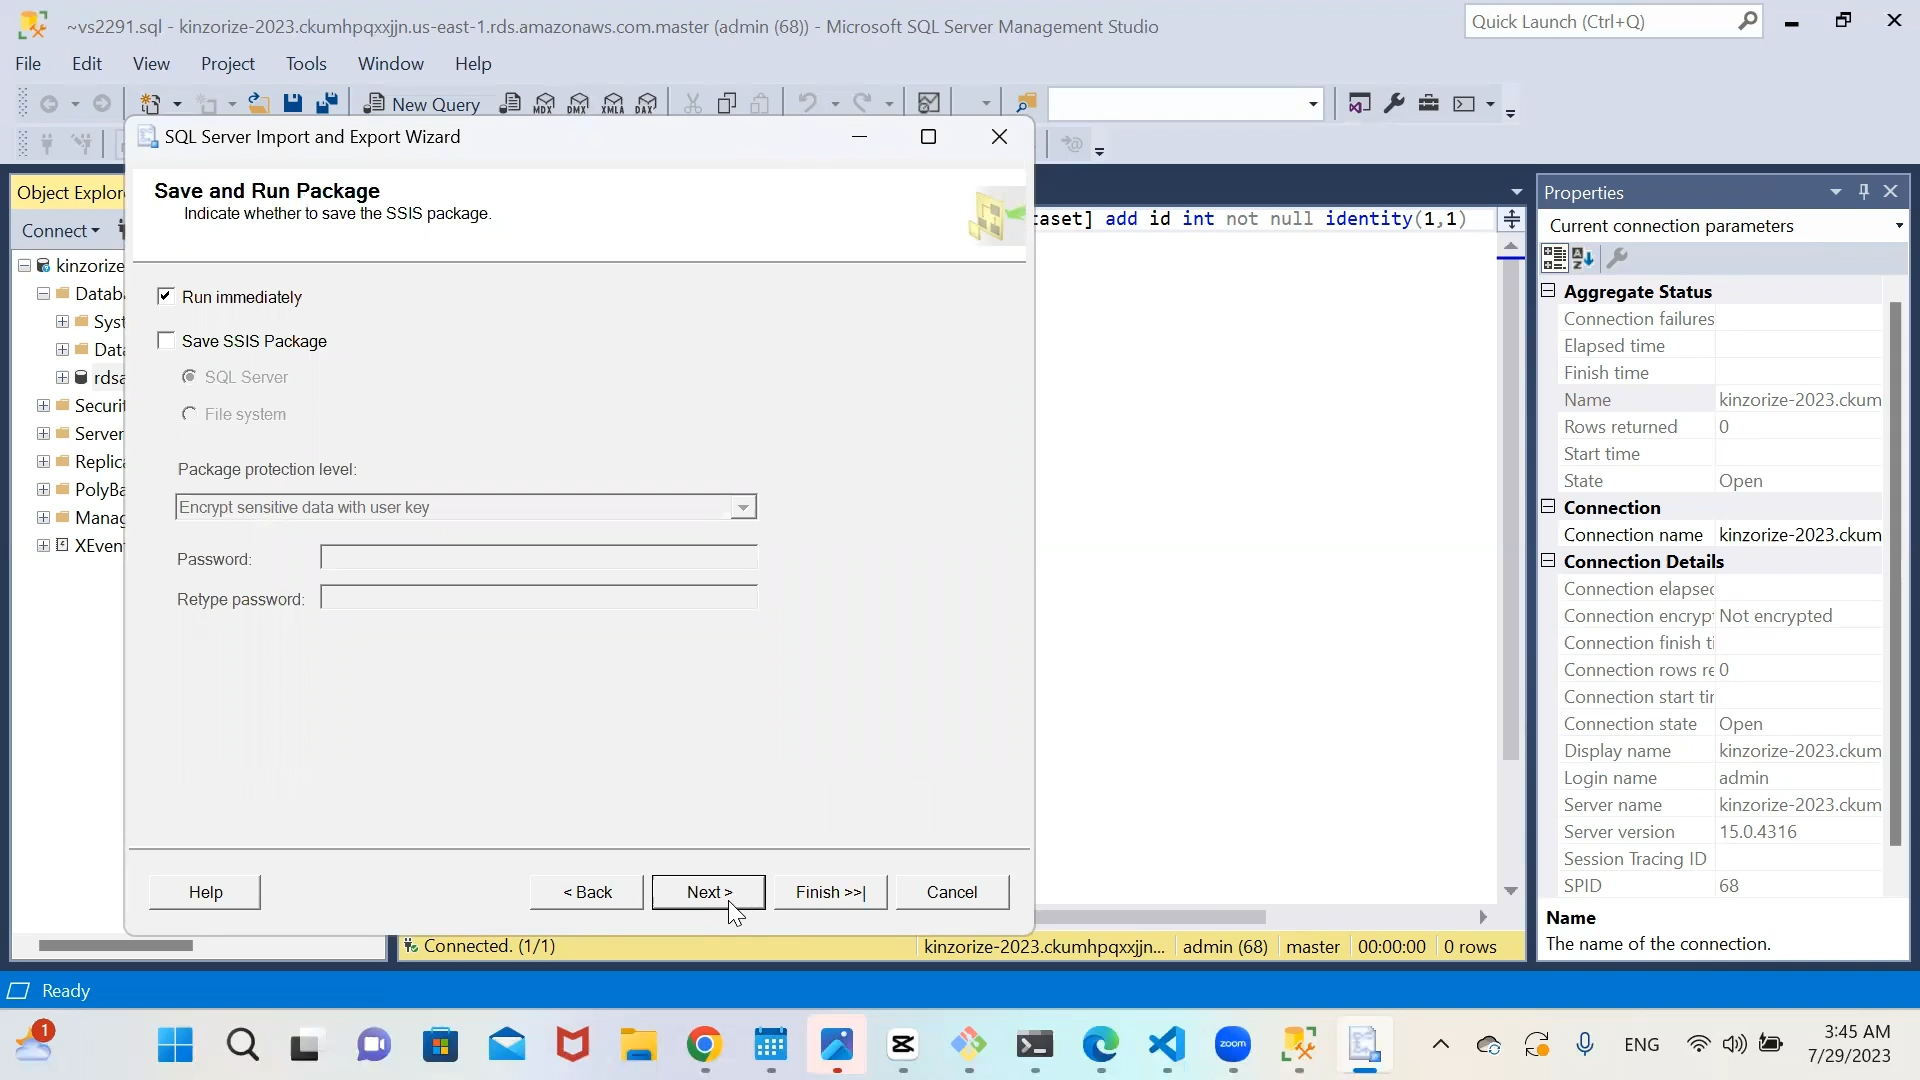 ~vs2291.sql - kinzorize-2023.ckumhpqxxjjn.us-east-1.rds.amazonaws.com.master (admin (68)) - Microsoft SQL Server Management Studio
Quick Launch (Ctrl+Q)
File Edit View Project Tools Window Help
New Query MDX DMX XMLA DAX
SQL Server Import and Export Wizard
Save and Run Package
Indicate whether to save the SSIS package.
Run immediately
Save SSIS Package
SQL Server
File system
Package protection level:
Encrypt sensitive data with user key
Password:
Retype password:
Help
< Back
Next >
Finish >>|
Cancel
Object Explor
Connect
kinzorize
Datab
Syst
Data
rdsa
Securit
Server
Replica
PolyBa
Manag
XEven
aset] add id int not null identity(1,1)
Properties
Current connection parameters
Aggregate Status
Connection failures
Elapsed time
Finish time
Name kinzorize-2023.ckum
Rows returned 0
Start time
State Open
Connection
Connection name kinzorize-2023.ckum
Connection Details
Connection elapsec
Connection encryp Not encrypted
Connection finish ti
Connection rows re 0
Connection start tir
Connection state Open
Display name kinzorize-2023.ckum
Login name admin
Server name kinzorize-2023.ckum
Server version 15.0.4316
Session Tracing ID
SPID 68
Name
The name of the connection.
Connected. (1/1)
kinzorize-2023.ckumhpqxxjjn... admin (68) master 00:00:00 0 rows
Ready
1
zoom
ENG
3:45 AM
7/29/2023